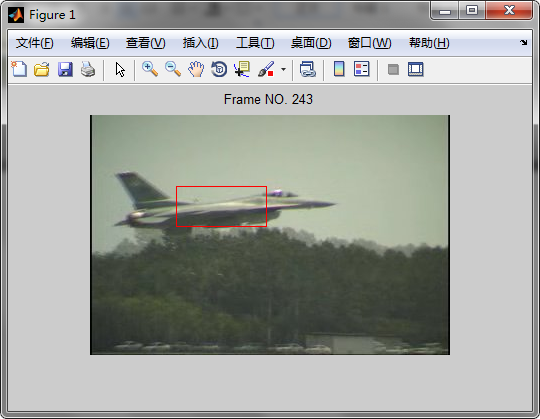 Figure 1
文件(F) 编辑(E) 查看(V) 插入(I) 工具(T) 桌面(D) 窗口(W) 帮助(H)
Frame NO. 243